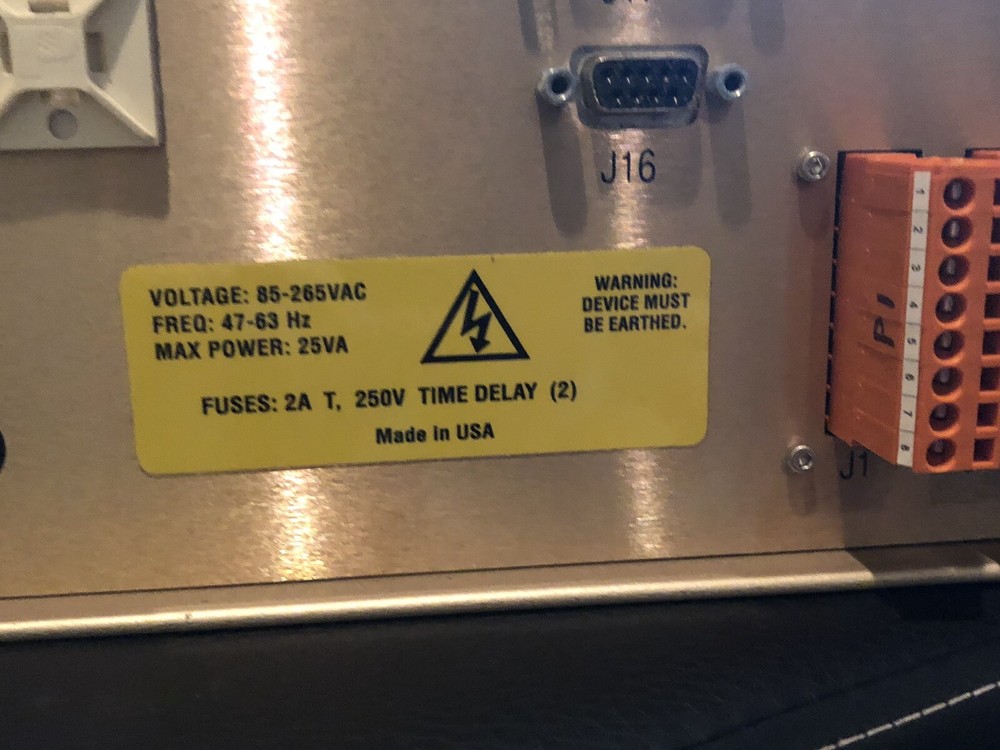 J16
VOLTAGE: 85-265VAC
FREQ: 47-63 Hz
MAX POWER: 25VA
WARNING:
DEVICE MUST
BE EARTHED.
FUSES: 2A T, 250V TIME DELAY (2)
Made in USA
1
2
3
4
5
6
7
8
P1
J1